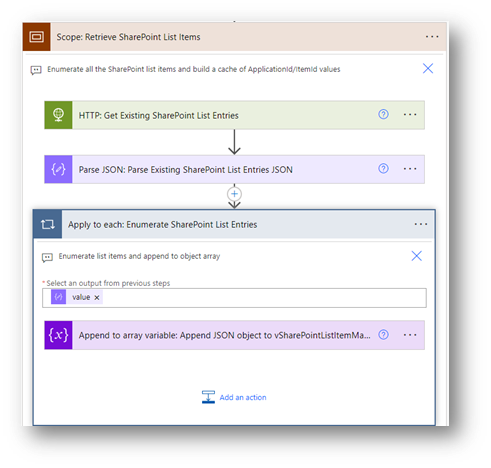 Scope: Retrieve SharePoint List Items
Enumerate all the SharePoint list items and build a cache of ApplicationId/ItemId values
HTTP: Get Existing SharePoint List Entries
Parse JSON: Parse Existing SharePoint List Entries JSON
Apply to each: Enumerate SharePoint List Entries
Enumerate list items and append to object array
*Select an output from previous steps
value
Append to array variable: Append JSON object to vSharePointListItemMa...
Add an action